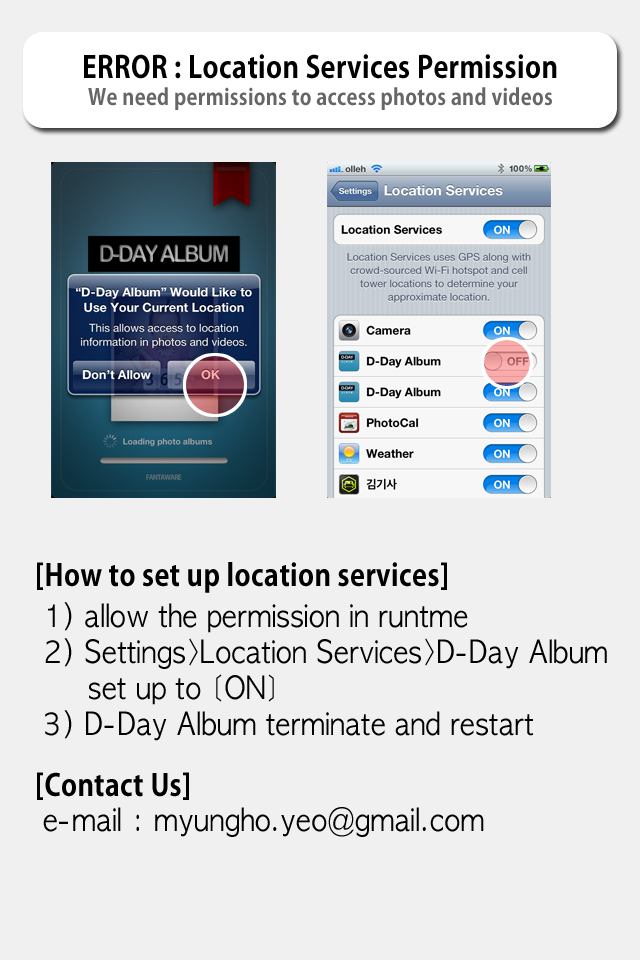 ERROR : Location Services Permission
We need permissions to access photos and videos
D-DAY ALBUM
“D-Day Album” Would Like to
Use Your Current Location
This allows access to location
information in photos and videos.
Don’t Allow
OK
3 6 5
Loading photo albums
FANTAWARE
olleh
100%
Settings
Location Services
Location Services
ON
Location Services uses GPS along with
crowd-sourced Wi-Fi hotspot and cell
tower locations to determine your
approximate location.
Camera
ON
D-DAY
D-Day Album
OFF
D-DAY
D-Day Album
ON
PhotoCal
ON
Weather
ON
김기사
ON
[How to set up location services]
1) allow the permission in runtme
2) Settings〉Location Services〉D-Day Album
set up to 〔ON〕
3) D-Day Album terminate and restart
[Contact Us]
e-mail : myungho.yeo@gmail.com